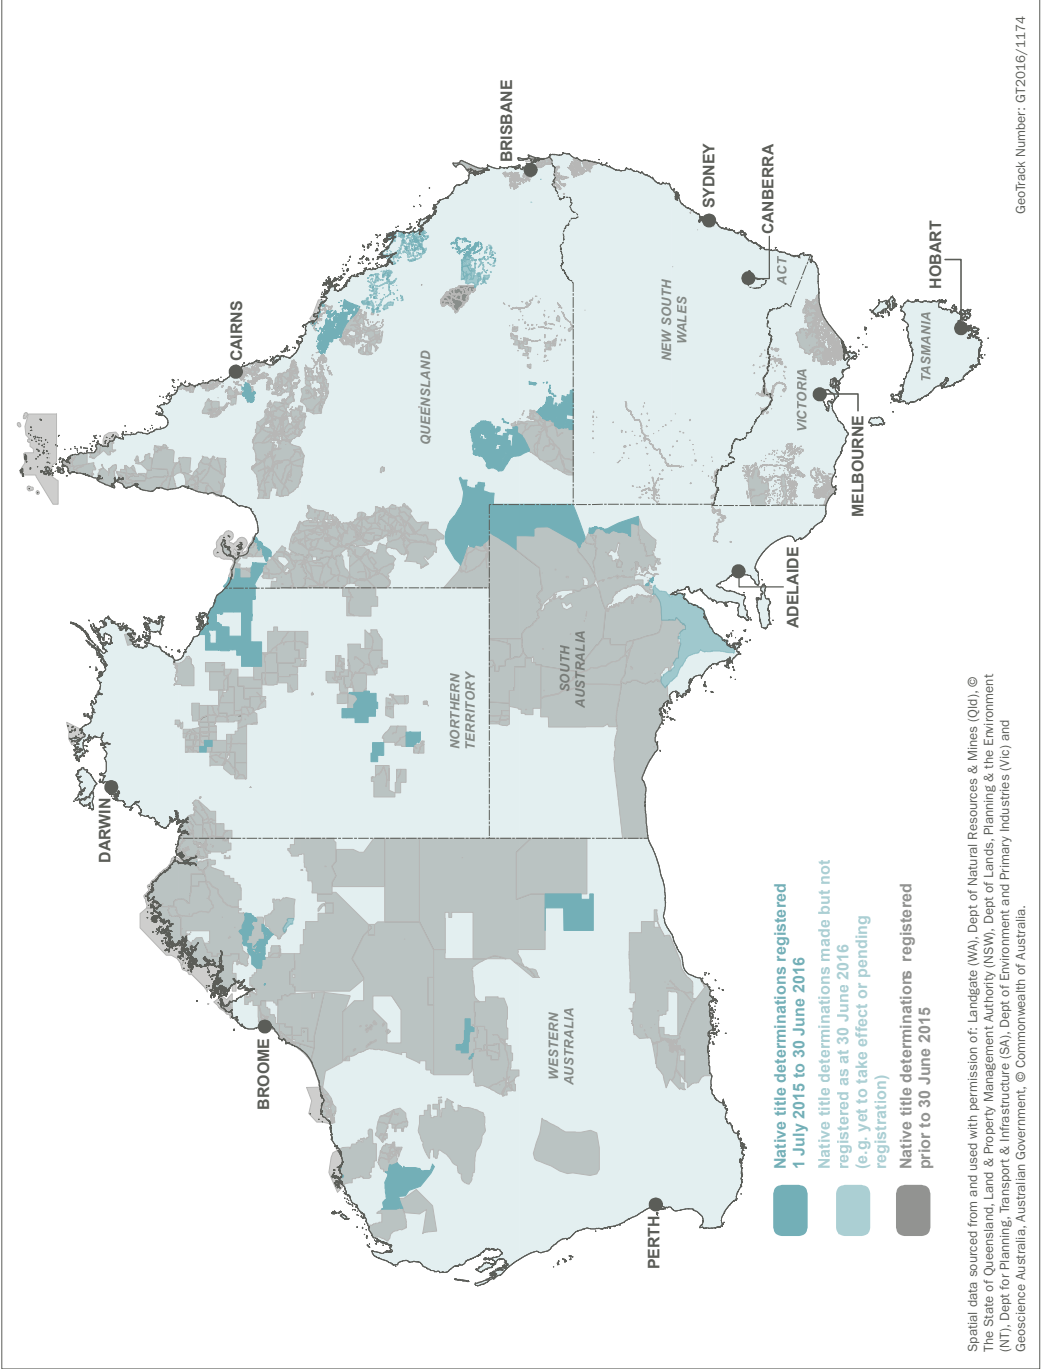 DARWIN
BROOME
CAIRNS
BRISBANE
NORTHERN
TERRITORY
QUEENSLAND
WESTERN
AUSTRALIA
SOUTH
AUSTRALIA
NEW SOUTH
WALES
PERTH
ADELAIDE
SYDNEY
CANBERRA
ACT
VICTORIA
MELBOURNE
TASMANIA
HOBART
Native title determinations registered
1 July 2015 to 30 June 2016
Native title determinations made but not
registered as at 30 June 2016
(e.g. yet to take effect or pending
registration)
Native title determinations registered
prior to 30 June 2015
Spatial data sourced from and used with permission of: Landgate (WA), Dept of Natural Resources & Mines (Qld), ©
The State of Queensland, Land & Property Management Authority (NSW), Dept of Lands, Planning & the Environment
(NT), Dept for Planning, Transport & Infrastructure (SA), Dept of Environment and Primary Industries (Vic) and
Geoscience Australia, Australian Government, © Commonwealth of Australia.
GeoTrack Number: GT2016/1174